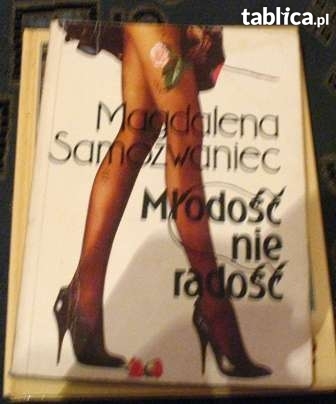 tablica.pl
Magdalena
Samozwaniec
Młodość
nie
radość